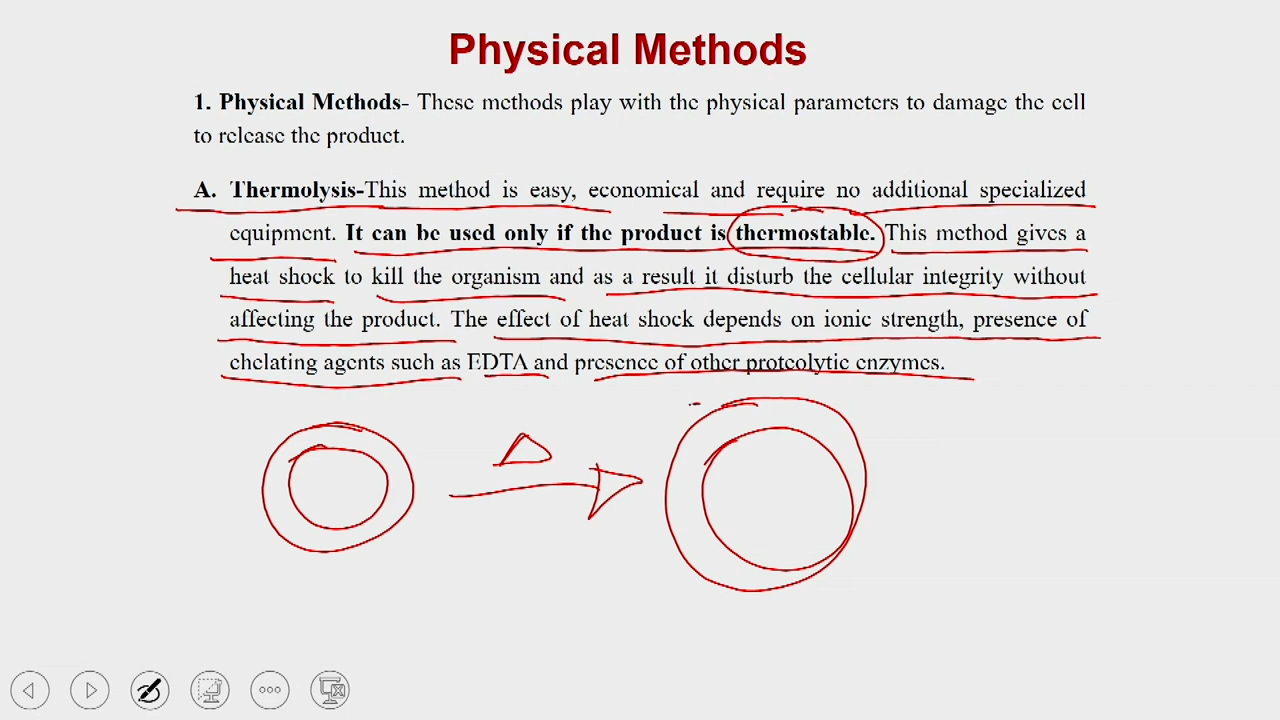 Physical Methods
1. Physical Methods- These methods play with the physical parameters to damage the cell
to release the product.
A. Thermolysis-This method is easy, economical and require no additional specialized
equipment. It can be used only if the product is thermostable. This method gives a
heat shock to kill the organism and as a result it disturb the cellular integrity without
affecting the product. The effect of heat shock depends on ionic strength, presence of
chelating agents such as EDTA and presence of other proteolytic enzymes.